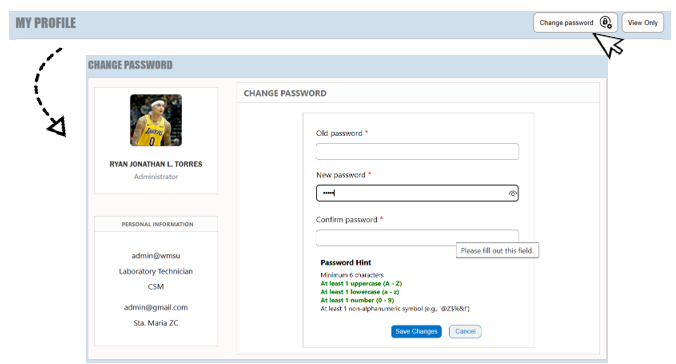 MY PROFILE
Change password
View Only
CHANGE PASSWORD
RYAN JONATHAN L. TORRES
Administrator
PERSONAL INFORMATION
admin@wmsu
Laboratory Technician
CSM
admin@gmail.com
Sta. Maria ZC
CHANGE PASSWORD
Old password *
New password *
Confirm password *
Please fill out this field.
Password Hint
Minimum 6 characters
At least 1 uppercase (A - Z)
At least 1 lowercase (a - z)
At least 1 number (0 - 9)
At least 1 non-alphanumeric symbol (e.g.,
Save Changes
Cancel